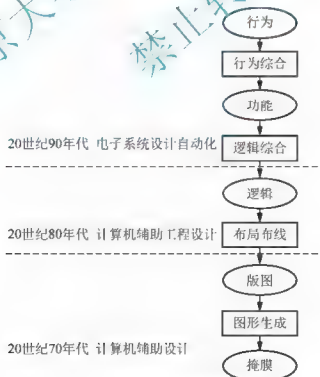 行为
行为综合
功能
20世纪90年代 电子系统设计自动化
逻辑综合
逻辑
20世纪80年代 计算机辅助工程设计
布局布线
版图
图形生成
20世纪70年代 计算机辅助设计
掩膜
禁止